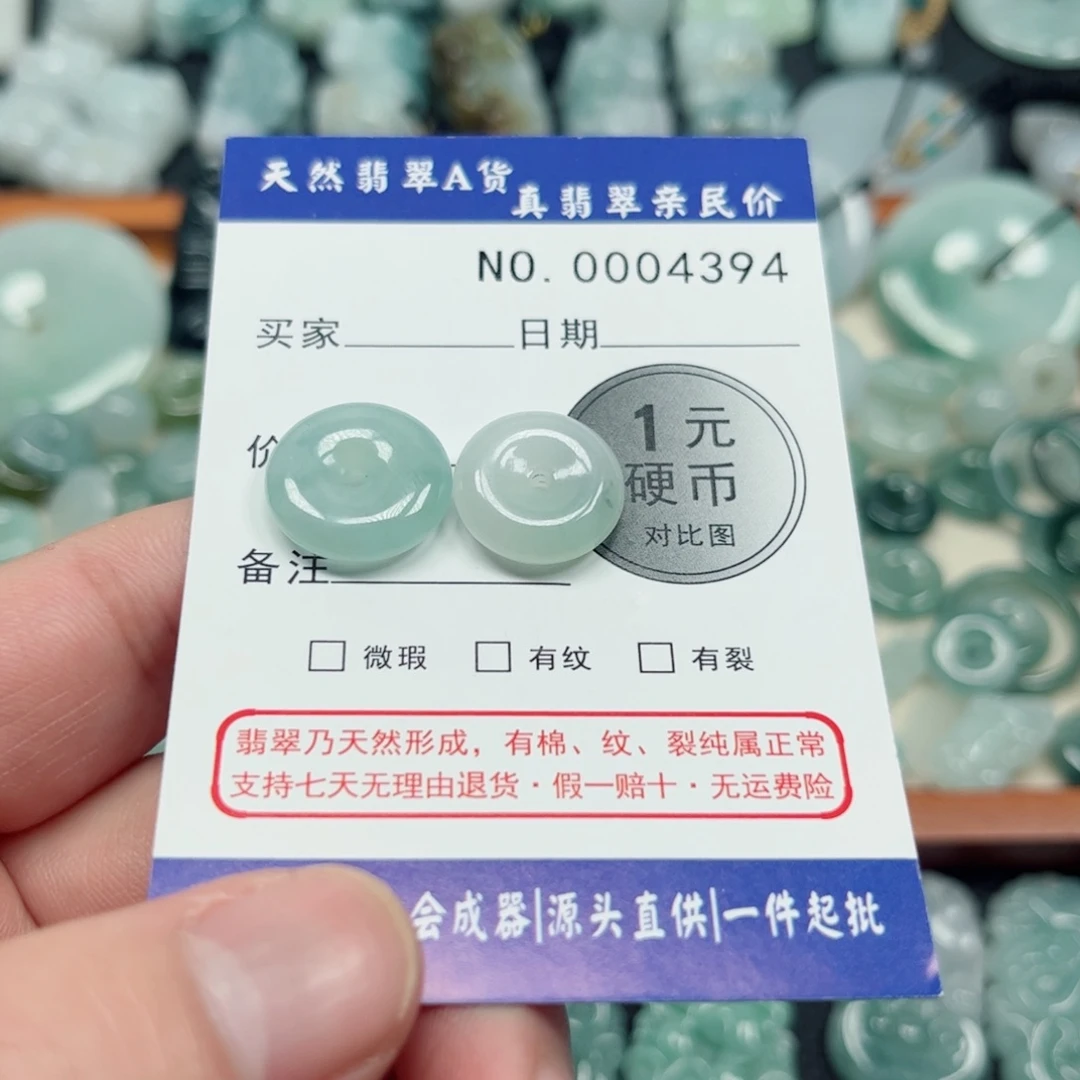 天然翡翠A货
真翡翠亲民价
NO. 0004394
买家 日期
价
1元
硬币
对比图
备注
微瑕 有纹 有裂
翡翠乃天然形成，有棉、纹、裂纯属正常
支持七天无理由退货·假一赔十·无运费险
会成器|源头直供|一件起批